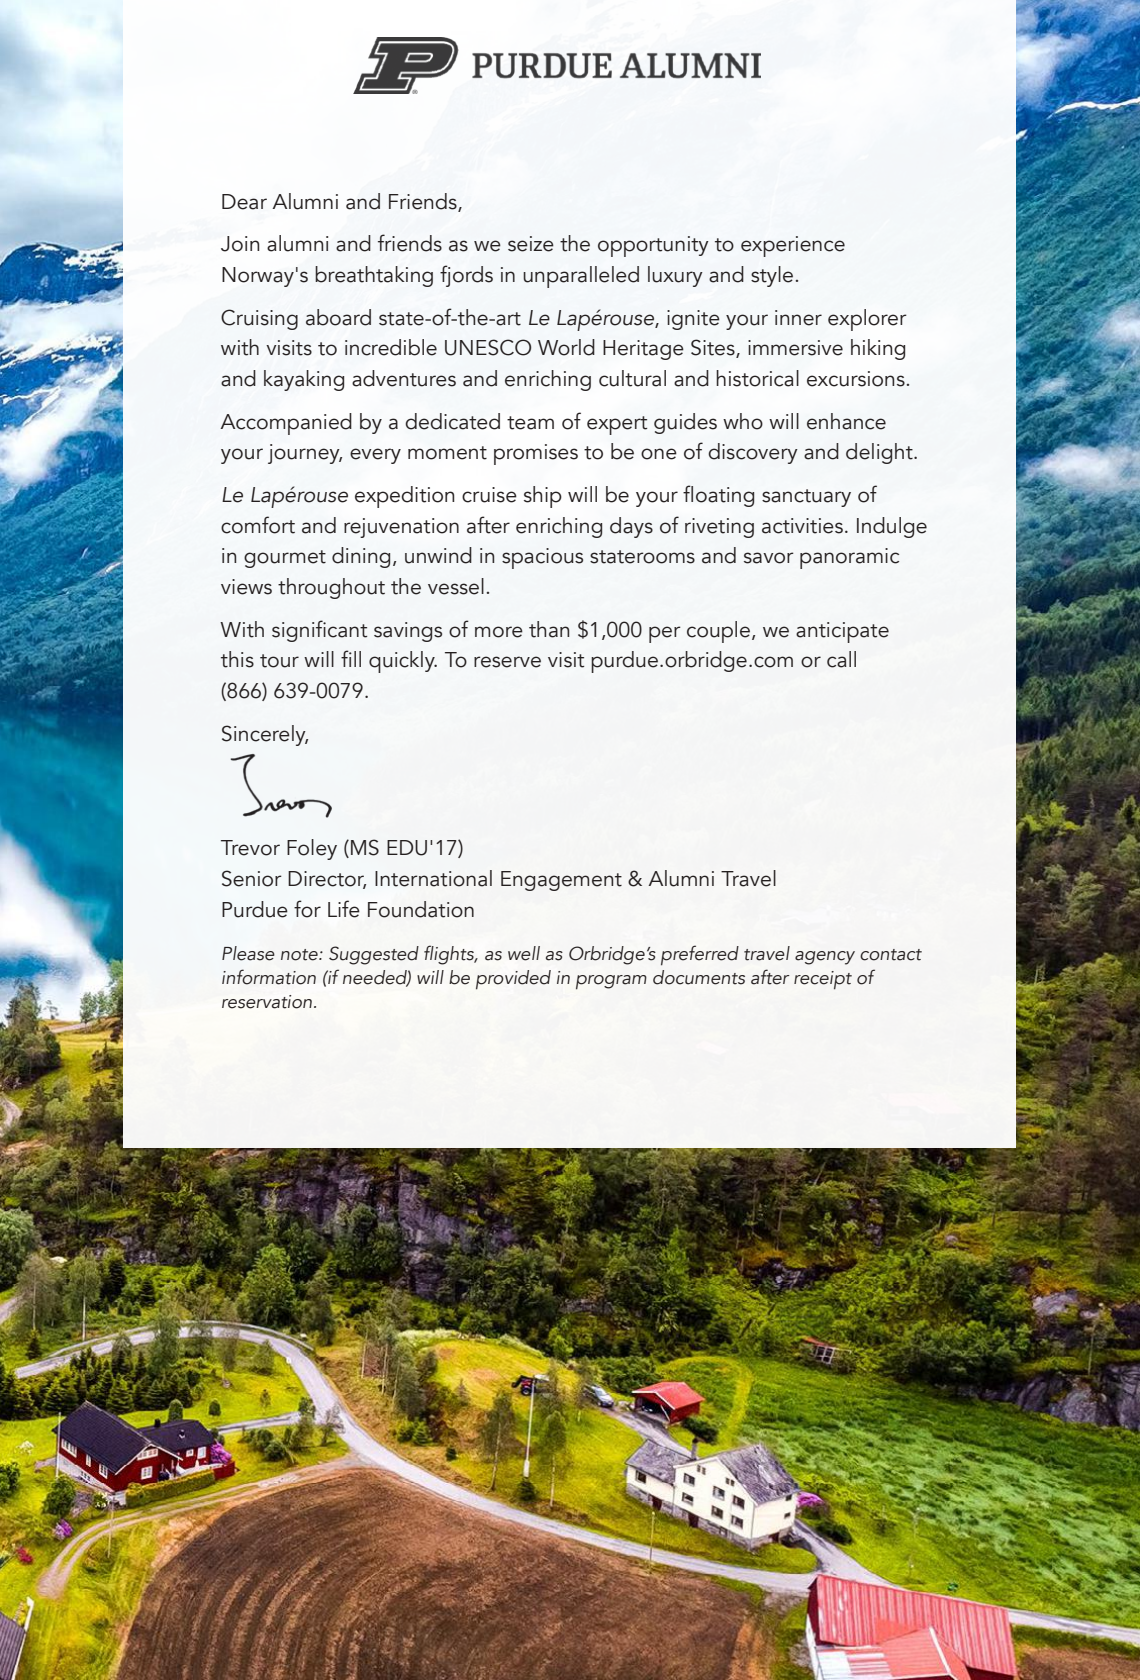 P PURDUE ALUMNI
Dear Alumni and Friends,
Join alumni and friends as we seize the opportunity to experience
Norway's breathtaking fjords in unparalleled luxury and style.
Cruising aboard state-of-the-art Le Lapérouse, ignite your inner explorer
with visits to incredible UNESCO World Heritage Sites, immersive hiking
and kayaking adventures and enriching cultural and historical excursions.
Accompanied by a dedicated team of expert guides who will enhance
your journey, every moment promises to be one of discovery and delight.
Le Lapérouse expedition cruise ship will be your floating sanctuary of
comfort and rejuvenation after enriching days of riveting activities. Indulge
in gourmet dining, unwind in spacious staterooms and savor panoramic
views throughout the vessel.
With significant savings of more than $1,000 per couple, we anticipate
this tour will fill quickly. To reserve visit purdue.orbridge.com or call
(866) 639-0079.
Sincerely,
Trevor
Trevor Foley (MS EDU'17)
Senior Director, International Engagement & Alumni Travel
Purdue for Life Foundation
Please note: Suggested flights, as well as Orbridge’s preferred travel agency contact
information (if needed) will be provided in program documents after receipt of
reservation.